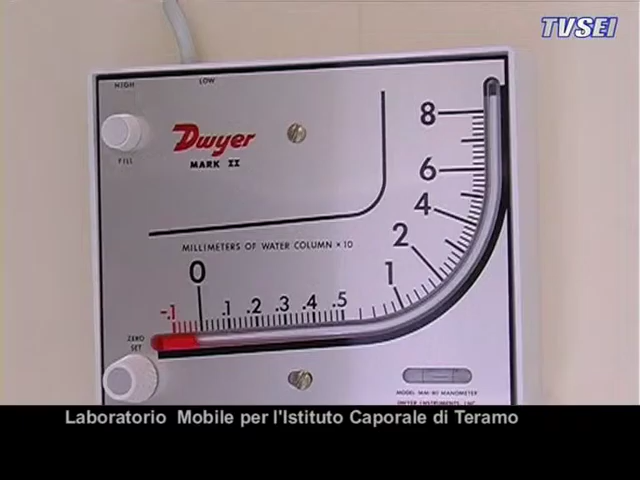 TVSEI
HIGH
LOW
FILL
Dwyer
MARK II
MILLIMETERS OF WATER COLUMN × 10
8
6
4
2
1
0
-.1 .1 .2 .3 .4 .5
ZERO
SET
MODEL MM-80 MANOMETER
DWYER INSTRUMENTS, INC.
Laboratorio Mobile per l'Istituto Caporale di Teramo